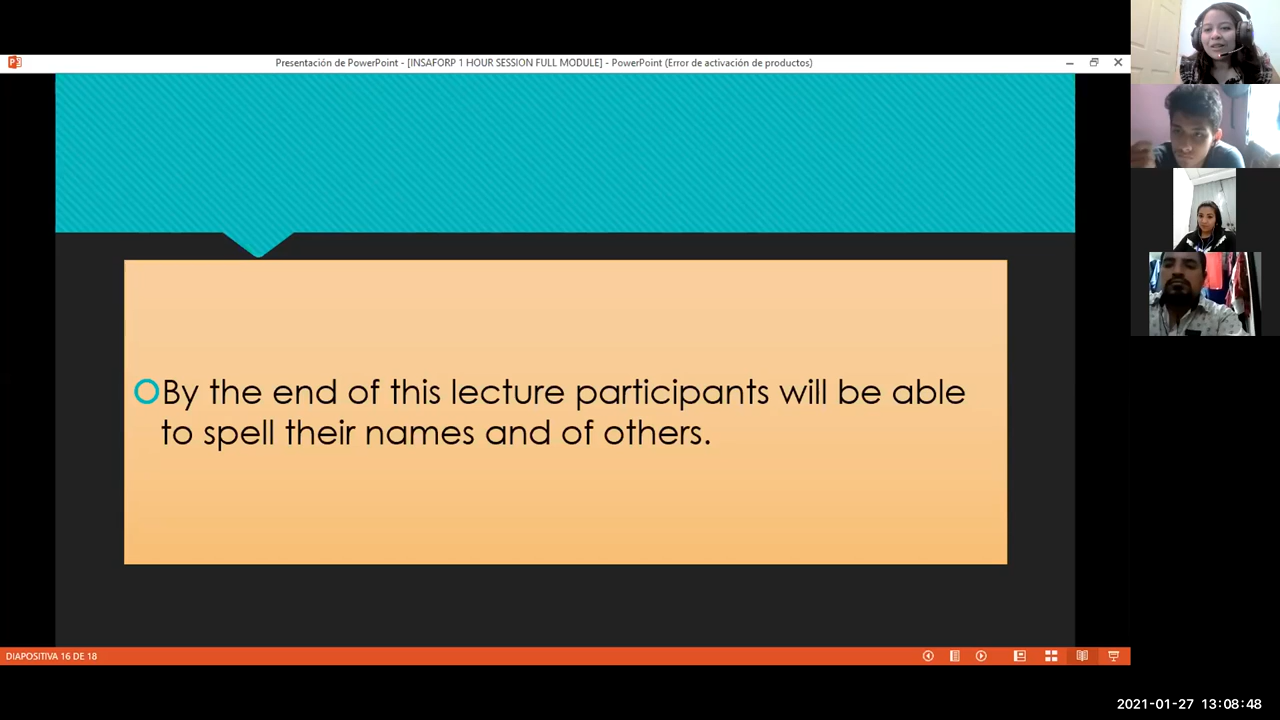 Presentación de PowerPoint - [INSAFORP 1 HOUR SESSION FULL MODULE] - PowerPoint (Error de activación de productos)
By the end of this lecture participants will be able
to spell their names and of others.
DIAPOSITIVA 16 DE 18
2021-01-27 13:08:48